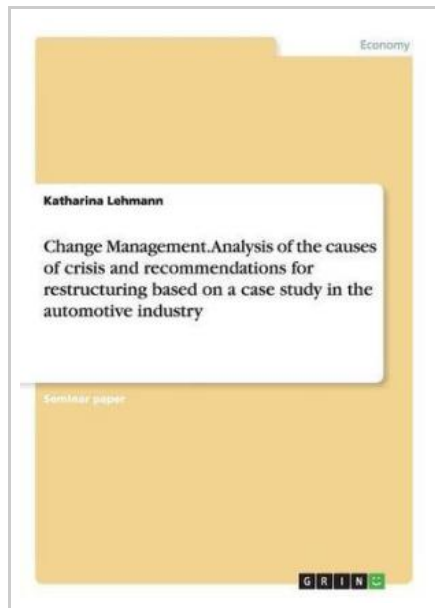 Economy
Katharina Lehmann
Change Management.Analysis of the causes
of crisis and recommendations for
restructuring based on a case study in the
automotive industry
Seminar paper
GRIN